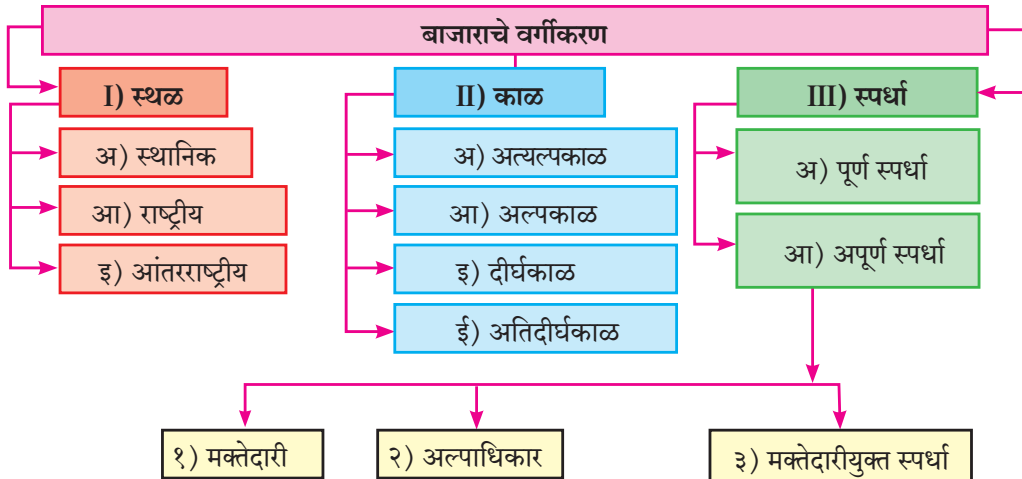 बाजाराचे वर्गीकरण
I) स्थळ
अ) स्थानिक
आ) राष्ट्रीय
इ) आंतरराष्ट्रीय
II) काळ
अ) अत्यल्पकाळ
आ) अल्पकाळ
इ) दीर्घकाळ
ई) अतिदीर्घकाळ
III) स्पर्धा
अ) पूर्ण स्पर्धा
आ) अपूर्ण स्पर्धा
१) मक्तेदारी
२) अल्पाधिकार
३) मक्तेदारीयुक्त स्पर्धा